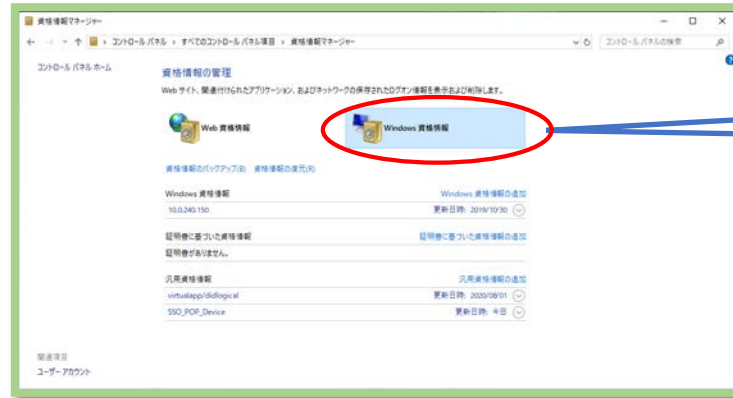 資格情報マネージャー
コントロール パネル › すべてのコントロール パネル項目 › 資格情報マネージャー
コントロール パネルの検索
コントロール パネル ホーム
資格情報の管理
Web サイト、関連付けられたアプリケーション、およびネットワークの保存されたログオン情報を表示および削除します。
Web 資格情報
Windows 資格情報
資格情報のバックアップ(B) 資格情報の復元(R)
Windows 資格情報 Windows 資格情報の追加
10.0.240.150 更新日時: 2019/10/30
証明書に基づいた資格情報 証明書に基づいた資格情報の追加
証明書がありません。
汎用資格情報 汎用資格情報の追加
virtualapp/didlogical 更新日時: 2020/08/01
SSO_POP_Device 更新日時: 今日
関連項目
ユーザー アカウント